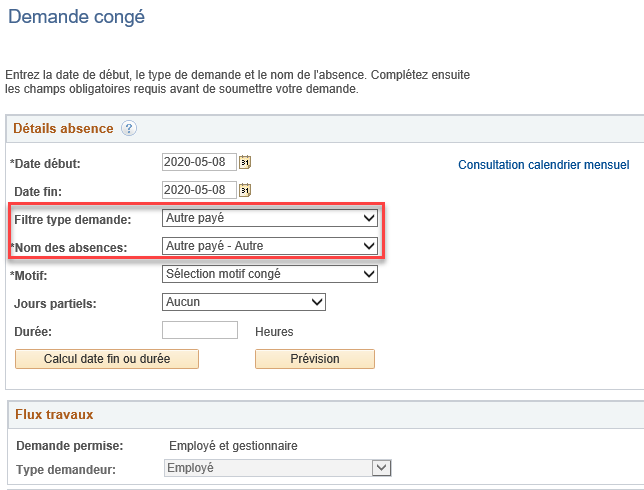 Demande congé
Entrez la date de début, le type de demande et le nom de l'absence. Complétez ensuite
les champs obligatoires requis avant de soumettre votre demande.
Détails absence ?
*Date début: 2020-05-08 31 Consultation calendrier mensuel
Date fin: 2020-05-08 31
Filtre type demande: Autre payé
*Nom des absences: Autre payé - Autre
*Motif: Sélection motif congé
Jours partiels: Aucun
Durée: Heures
Calcul date fin ou durée Prévision
Flux travaux
Demande permise: Employé et gestionnaire
Type demandeur: Employé